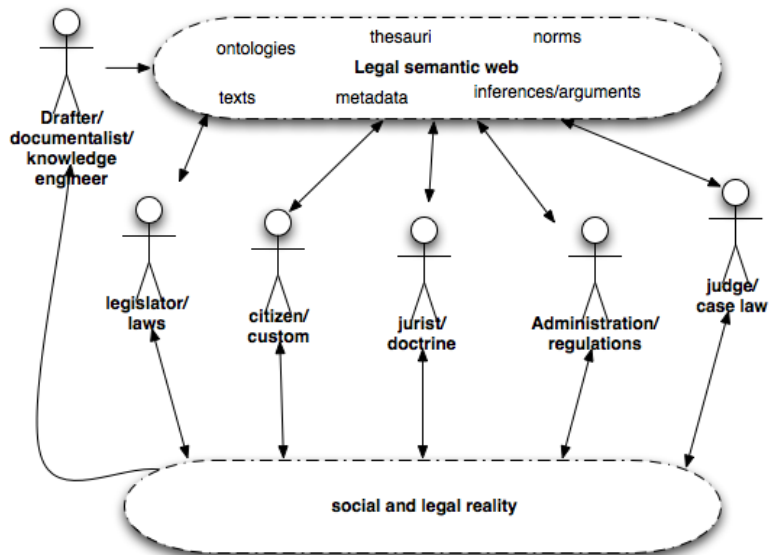 ontologies
thesauri
norms
Legal semantic web
texts
metadata
inferences/arguments
Drafter/
documentalist/
knowledge
engineer
legislator/
laws
citizen/
custom
jurist/
doctrine
Administration/
regulations
judge/
case law
social and legal reality